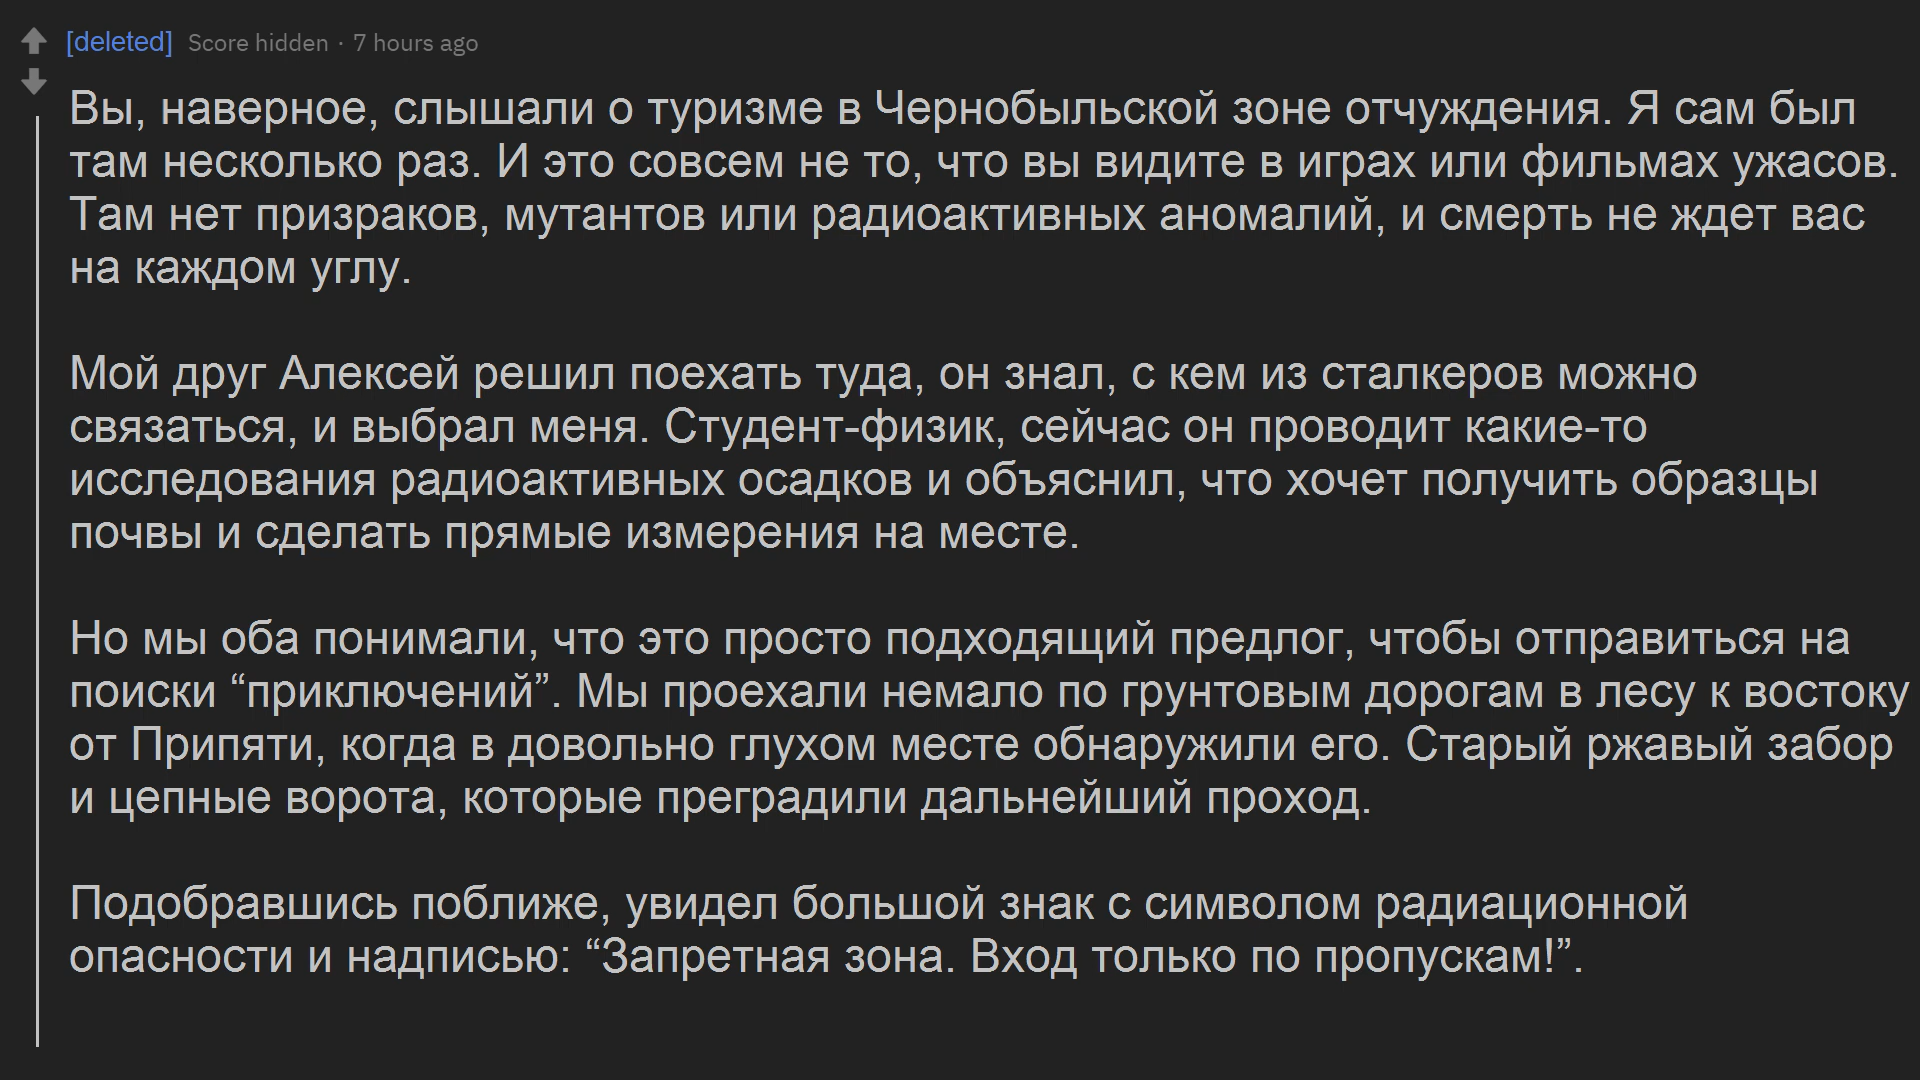 [deleted] Score hidden · 7 hours ago
Вы, наверное, слышали о туризме в Чернобыльской зоне отчуждения. Я сам был
там несколько раз. И это совсем не то, что вы видите в играх или фильмах ужасов.
Там нет призраков, мутантов или радиоактивных аномалий, и смерть не ждет вас
на каждом углу.
Мой друг Алексей решил поехать туда, он знал, с кем из сталкеров можно
связаться, и выбрал меня. Студент-физик, сейчас он проводит какие-то
исследования радиоактивных осадков и объяснил, что хочет получить образцы
почвы и сделать прямые измерения на месте.
Но мы оба понимали, что это просто подходящий предлог, чтобы отправиться на
поиски “приключений”. Мы проехали немало по грунтовым дорогам в лесу к востоку
от Припяти, когда в довольно глухом месте обнаружили его. Старый ржавый забор
и цепные ворота, которые преградили дальнейший проход.
Подобравшись поближе, увидел большой знак с символом радиационной
опасности и надписью: “Запретная зона. Вход только по пропускам!”.